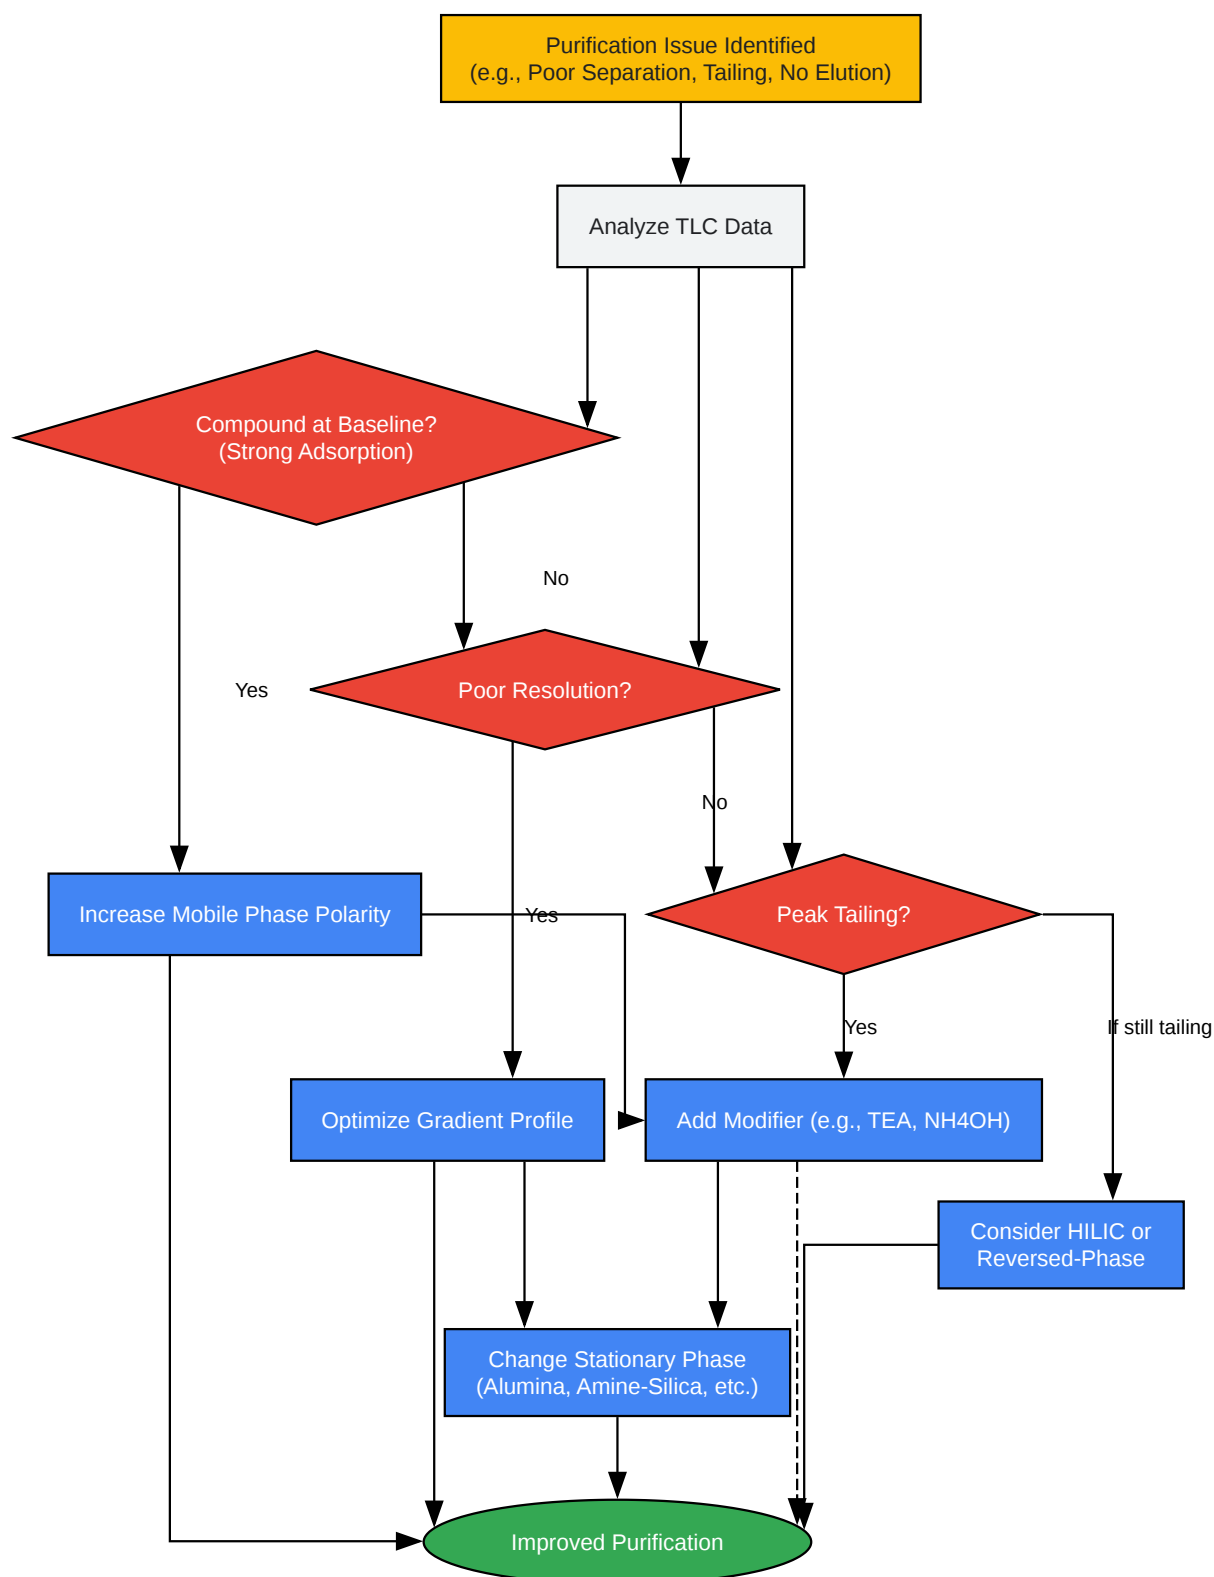 Purification Issue Identified
(e.g., Poor Separation, Tailing, No Elution)
Analyze TLC Data
Compound at Baseline?
(Strong Adsorption)
No
Yes
Poor Resolution?
No
Increase Mobile Phase Polarity
Yes
Peak Tailing?
Yes
If still tailing
Optimize Gradient Profile
Add Modifier (e.g., TEA, NH4OH)
Consider HILIC or
Reversed-Phase
Change Stationary Phase
(Alumina, Amine-Silica, etc.)
Improved Purification